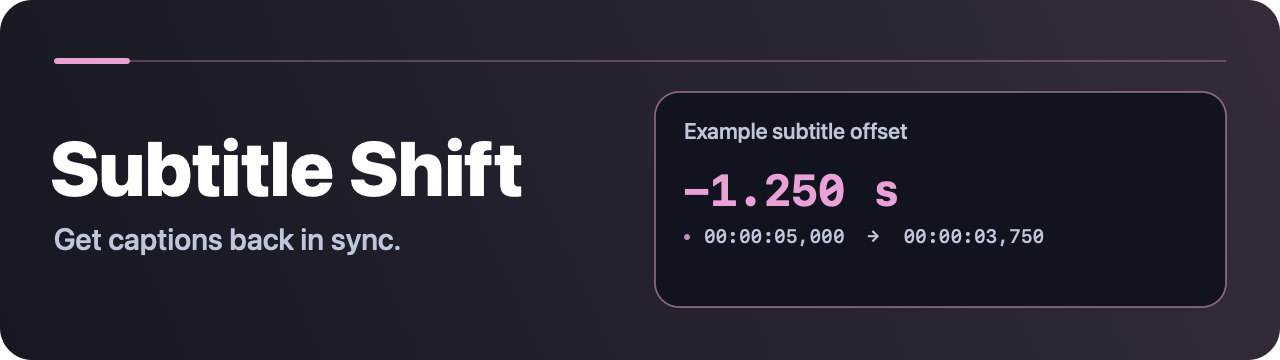 Subtitle Shift
Get captions back in sync.
Example subtitle offset
−1.250 s
• 00:00:05,000 → 00:00:03,750